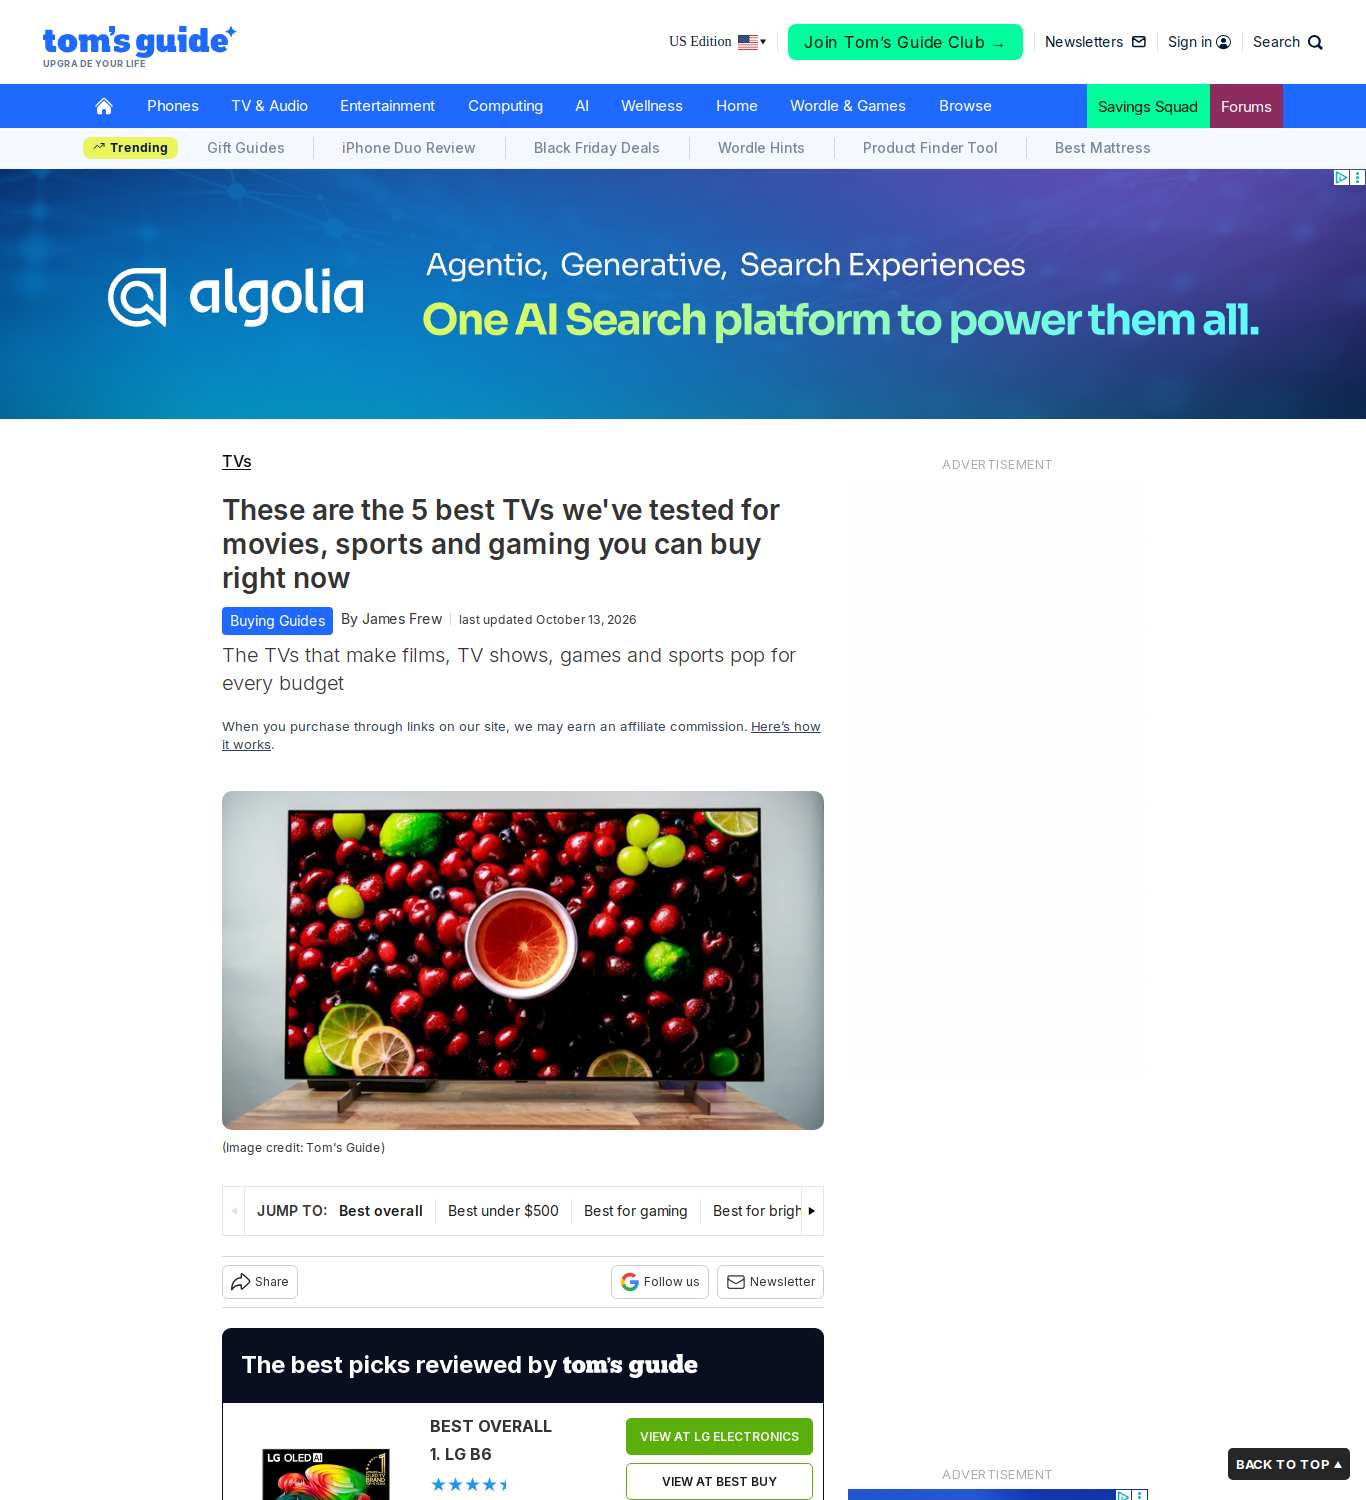 tom's guide
UPGRADE YOUR LIFE
US Edition
Join Tom's Guide Club →
Newsletters
Sign in
Search
Phones
TV & Audio
Entertainment
Computing
AI
Wellness
Home
Wordle & Games
Browse
Savings Squad
Forums
Trending
Gift Guides
iPhone Duo Review
Black Friday Deals
Wordle Hints
Product Finder Tool
Best Mattress
algolia
Agentic, Generative, Search Experiences
One AI Search platform to power them all.
TVs
These are the 5 best TVs we've tested for
movies, sports and gaming you can buy
right now
Buying Guides
By James Frew
last updated October 13, 2026
The TVs that make films, TV shows, games and sports pop for
every budget
When you purchase through links on our site, we may earn an affiliate commission. Here's how
it works.
(Image credit: Tom's Guide)
JUMP TO:
Best overall
Best under $500
Best for gaming
Best for brigh
Share
Follow us
Newsletter
The best picks reviewed by tom's guide
LG OLED AI
BEST OVERALL
1. LG B6
VIEW AT LG ELECTRONICS
VIEW AT BEST BUY
ADVERTISEMENT
ADVERTISEMENT
BACK TO TOP